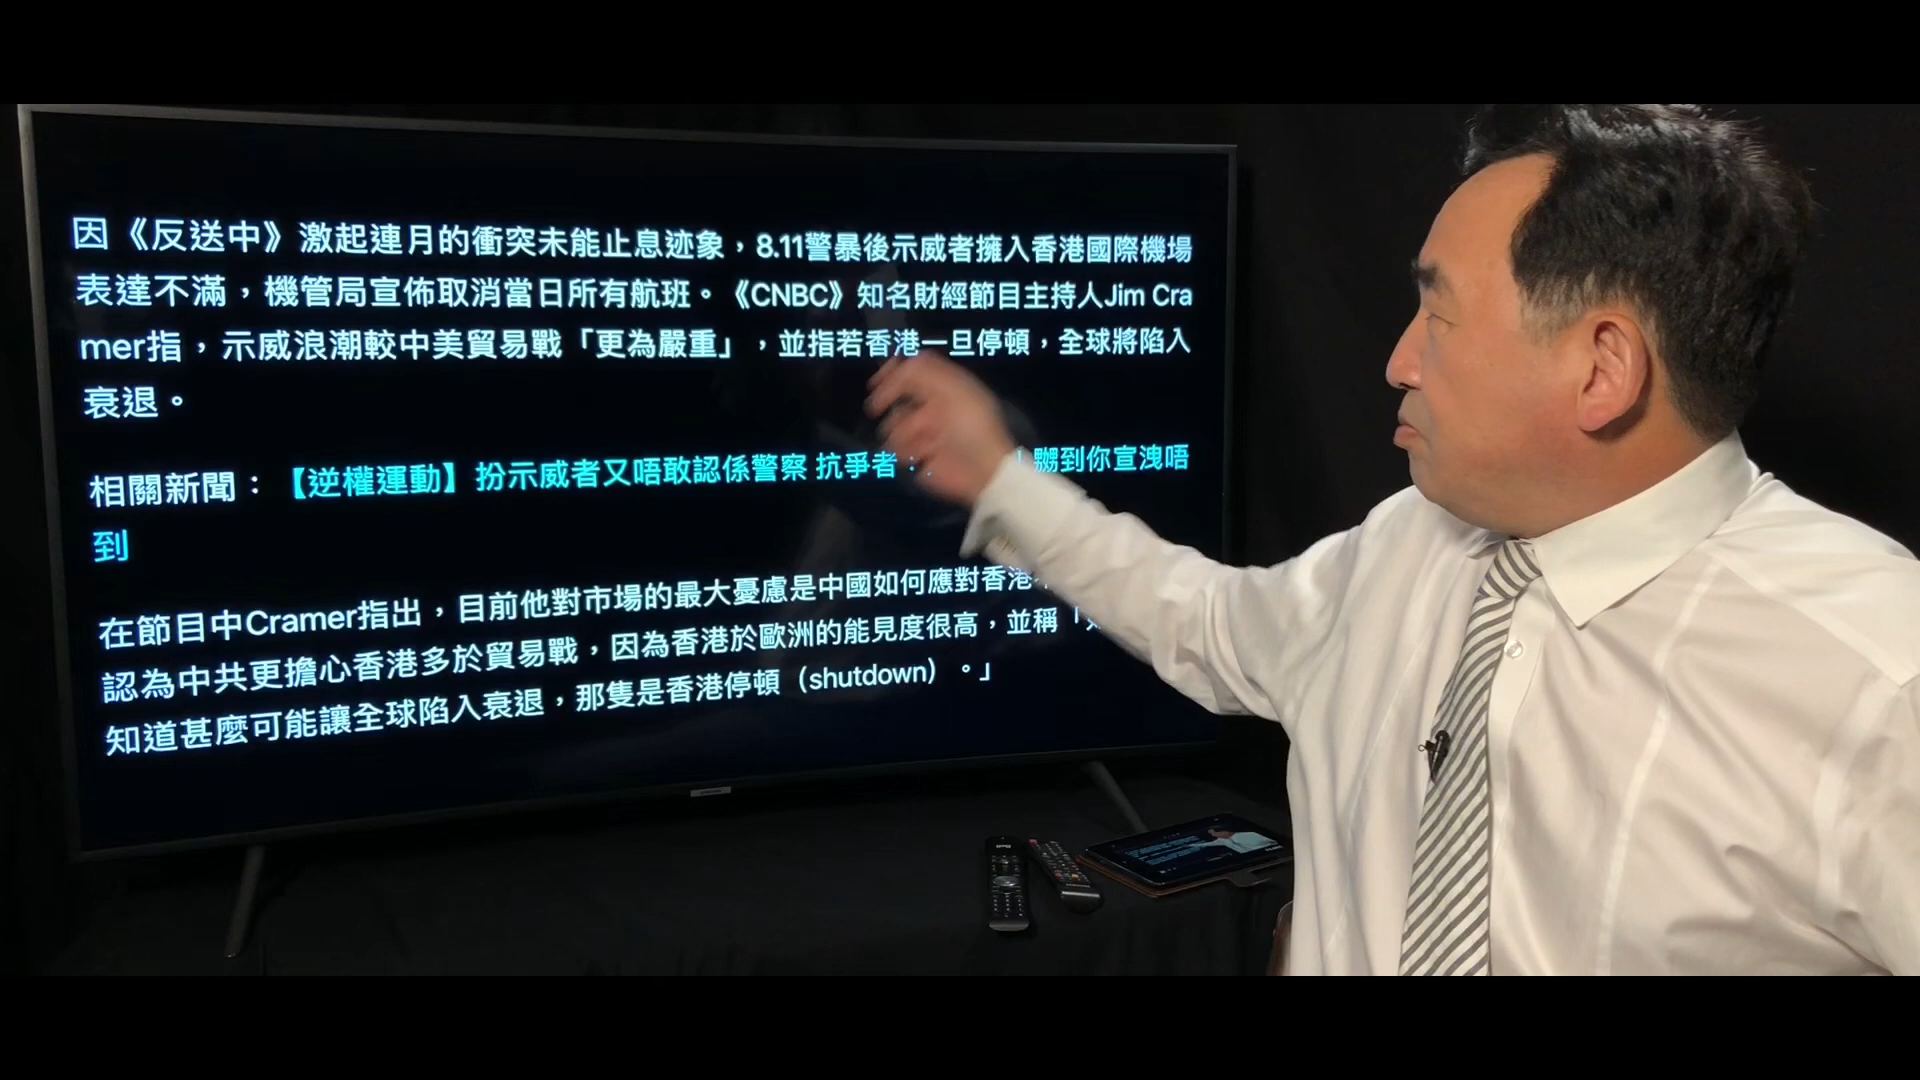 因《反送中》激起連月的衝突未能止息迹象，8.11警暴後示威者擁入香港國際機場
表達不滿，機管局宣佈取消當日所有航班。《CNBC》知名財經節目主持人Jim Cra
mer指，示威浪潮較中美貿易戰「更為嚴重」，並指若香港一旦停頓，全球將陷入
衰退。
相關新聞：【逆權運動】扮示威者又唔敢認係警察 抗爭者：嬲到你宣洩唔
到
在節目中Cramer指出，目前他對市場的最大憂慮是中國如何應對香港
認為中共更擔心香港多於貿易戰，因為香港於歐洲的能見度很高，並稱「
知道甚麼可能讓全球陷入衰退，那隻是香港停頓（shutdown）。」